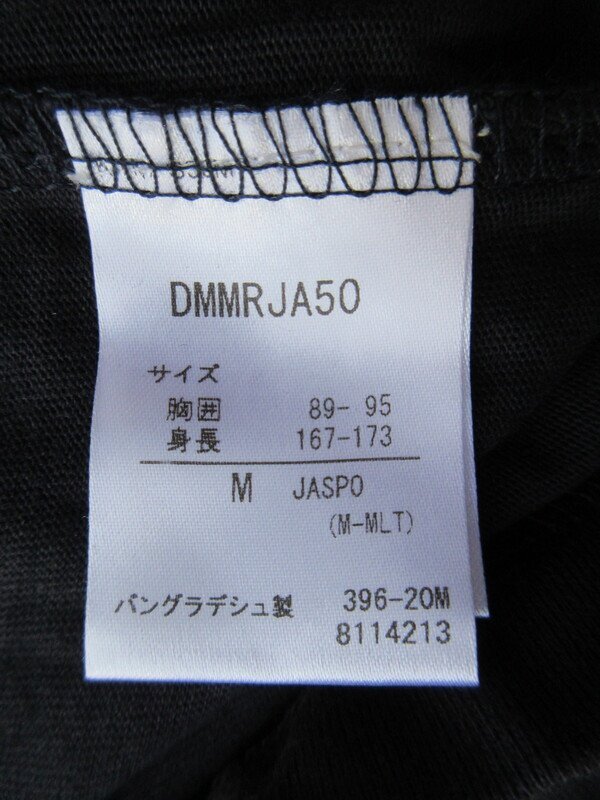 DMMRJA50
サイズ
胸囲 89- 95
身長 167-173
M JASPO
(M-MLT)
バングラデシュ製 396-20M
8114213